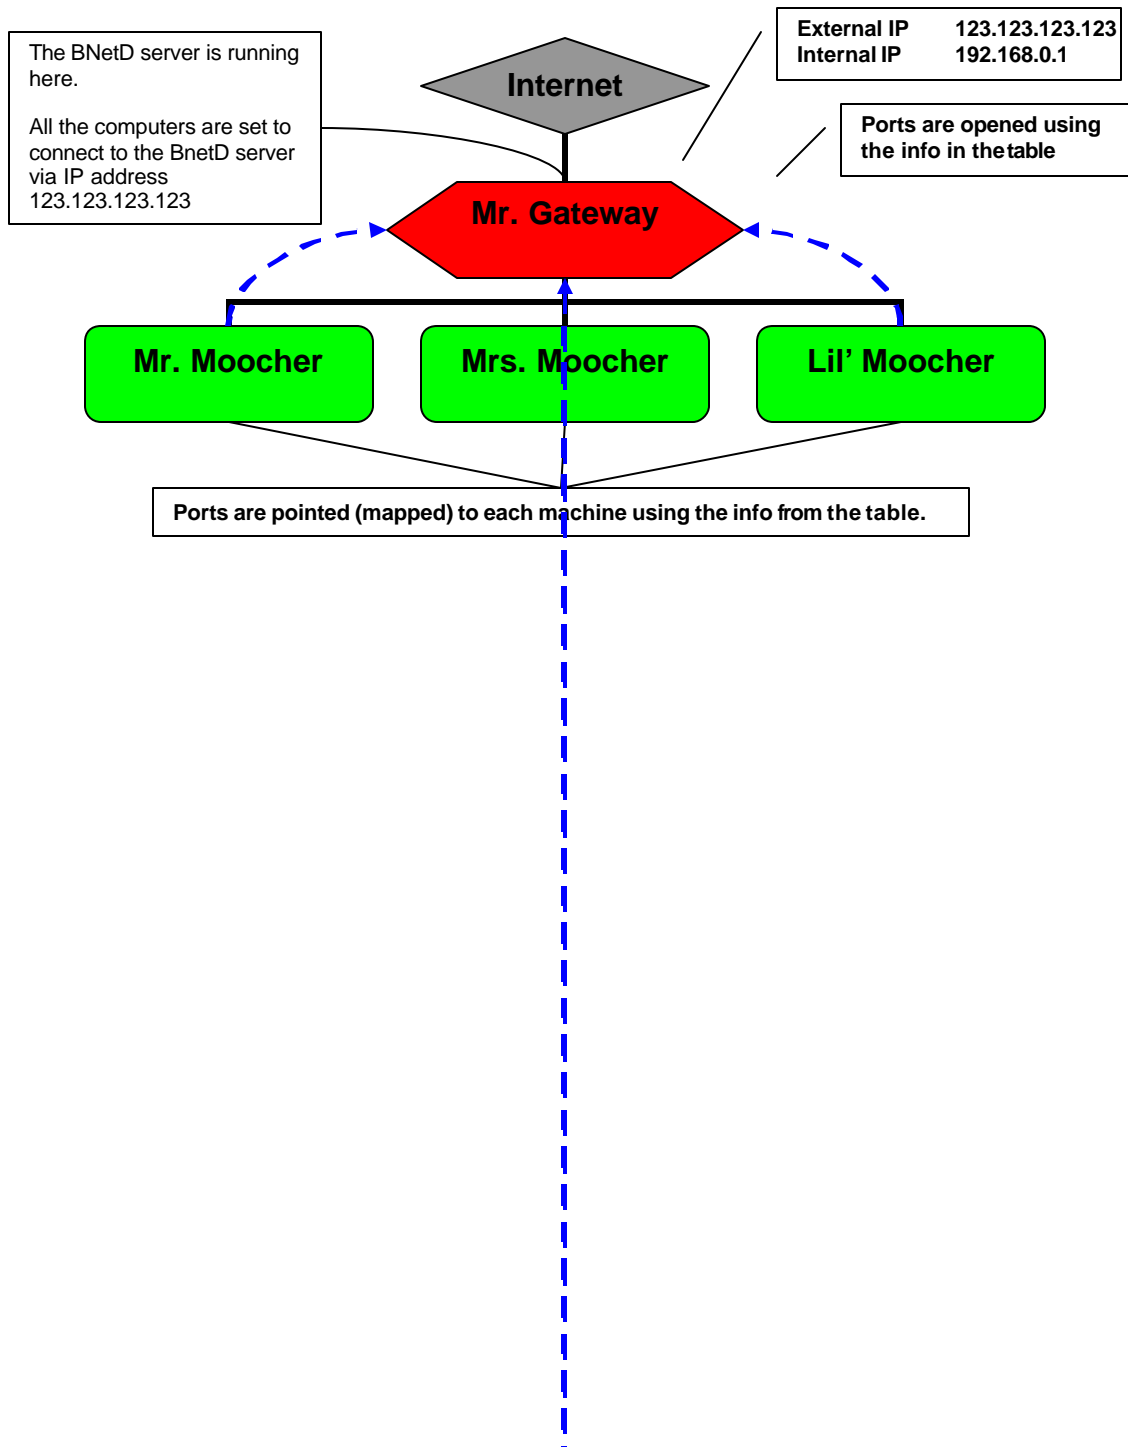 The BNetD server is running
here.
All the computers are set to
connect to the BnetD server
via IP address
123.123.123.123
Internet
External IP 123.123.123.123
Internal IP 192.168.0.1
Ports are opened using
the info in the table
Mr. Gateway
Mr. Moocher
Mrs. Moocher
Lil’ Moocher
Ports are pointed (mapped) to each machine using the info from the table.